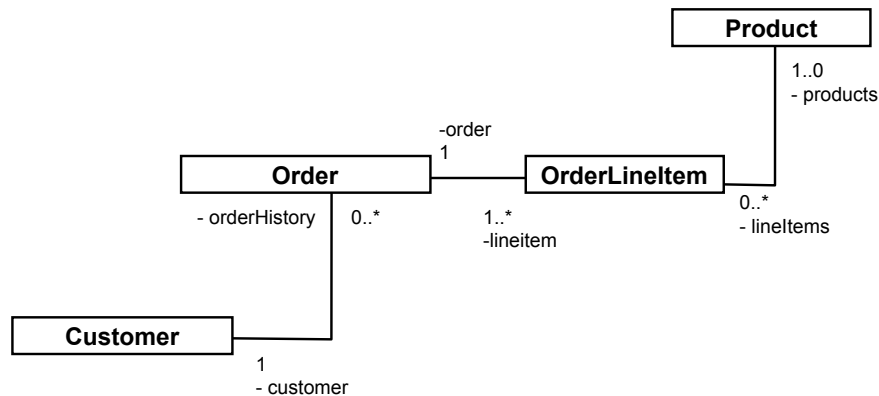 Product
1..0
- products
-order
1
Order
OrderLineItem
- orderHistory
0..*
1..*
-lineitem
0..*
- lineItems
Customer
1
- customer